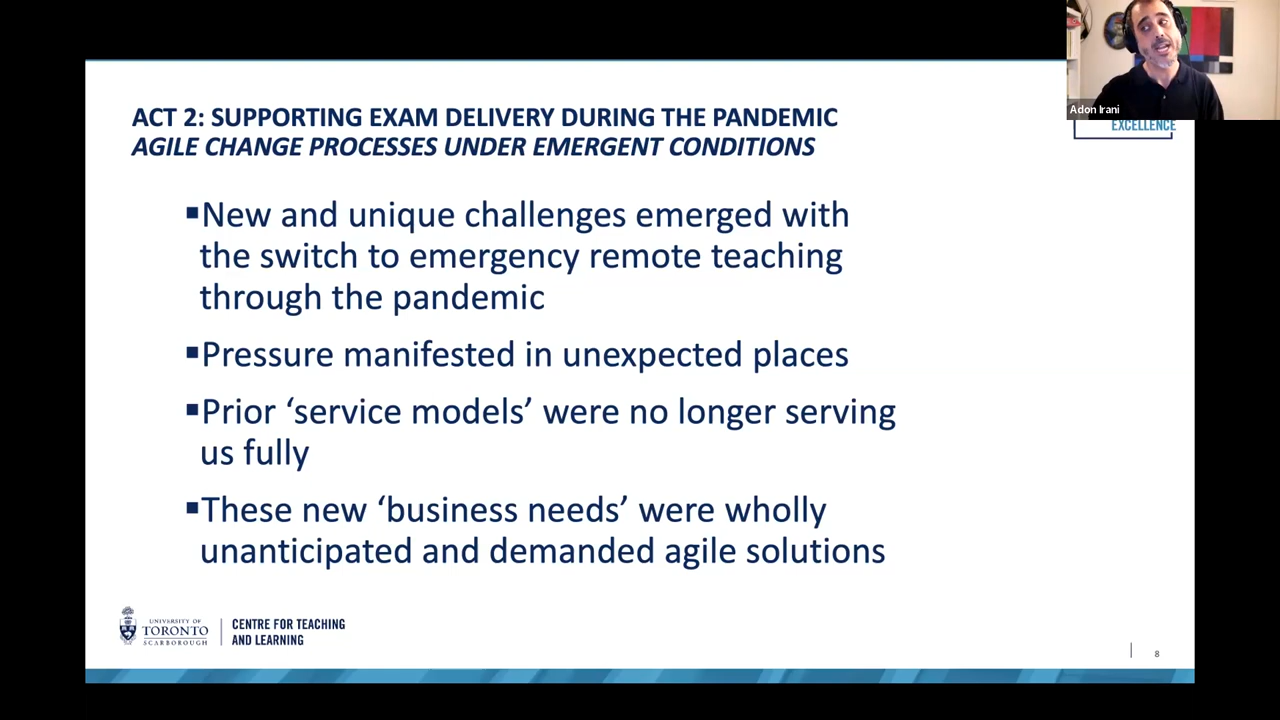 Adon Irani
EXCELLENCE
ACT 2: SUPPORTING EXAM DELIVERY DURING THE PANDEMIC
AGILE CHANGE PROCESSES UNDER EMERGENT CONDITIONS
▪New and unique challenges emerged with
the switch to emergency remote teaching
through the pandemic
▪Pressure manifested in unexpected places
▪Prior ‘service models’ were no longer serving
us fully
▪These new ‘business needs’ were wholly
unanticipated and demanded agile solutions
UNIVERSITY OF
TORONTO
SCARBOROUGH
CENTRE FOR TEACHING
AND LEARNING
8